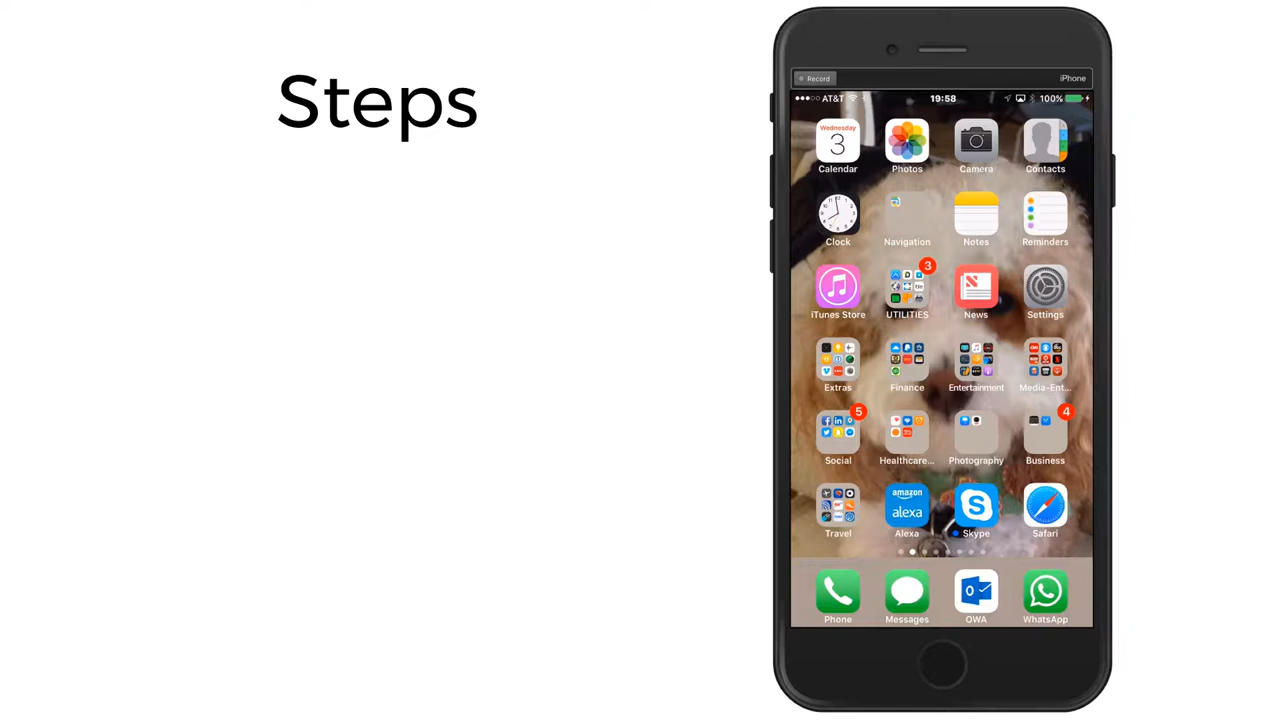 Steps
Record
iPhone
AT&T 19:58 100%
Wednesday
3
Calendar Photos Camera Contacts
Clock Navigation Notes Reminders
3
iTunes Store UTILITIES News Settings
Extras Finance Entertainment Media-Ent...
5 4
Social Healthcare... Photography Business
amazon
alexa
Travel Alexa Skype Safari
Phone Messages OWA WhatsApp